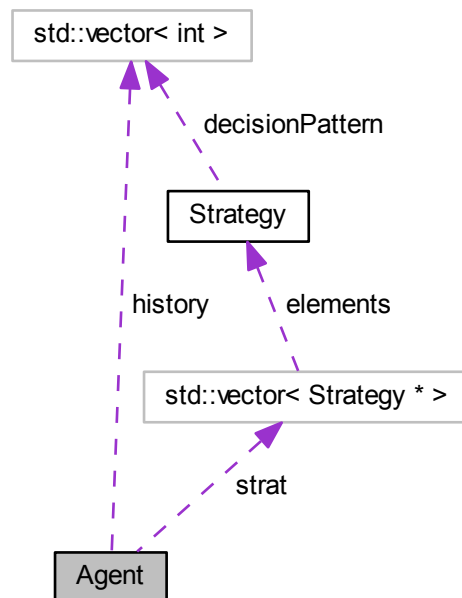 std::vector< int >
decisionPattern
Strategy
history
elements
std::vector< Strategy * >
strat
Agent